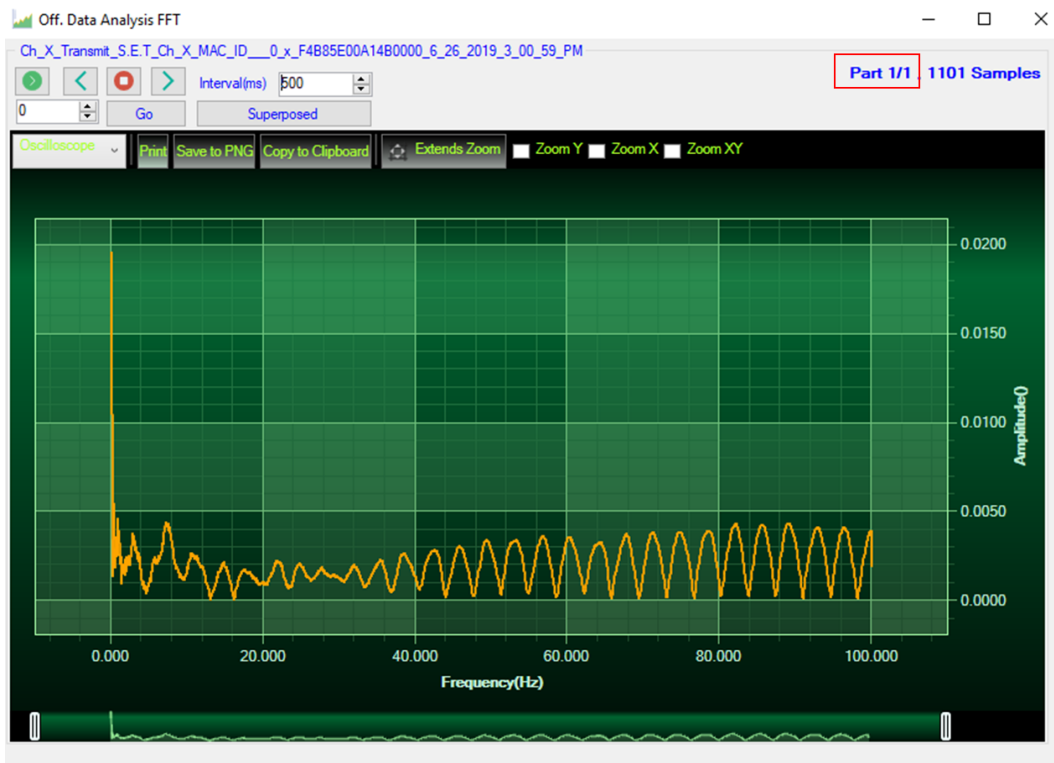 Off. Data Analysis FFT
Ch_X_Transmit_S.E.T_Ch_X_MAC_ID___0_x_F4B85E00A14B0000_6_26_2019_3_00_59_PM
Part 1/1 , 1101 Samples
Interval(ms) 500
0 Go Superposed
Oscilloscope Print Save to PNG Copy to Clipboard Extends Zoom Zoom Y Zoom X Zoom XY
0.0200
0.0150
0.0100
0.0050
0.0000
Amplitude()
0.000 20.000 40.000 60.000 80.000 100.000
Frequency(Hz)